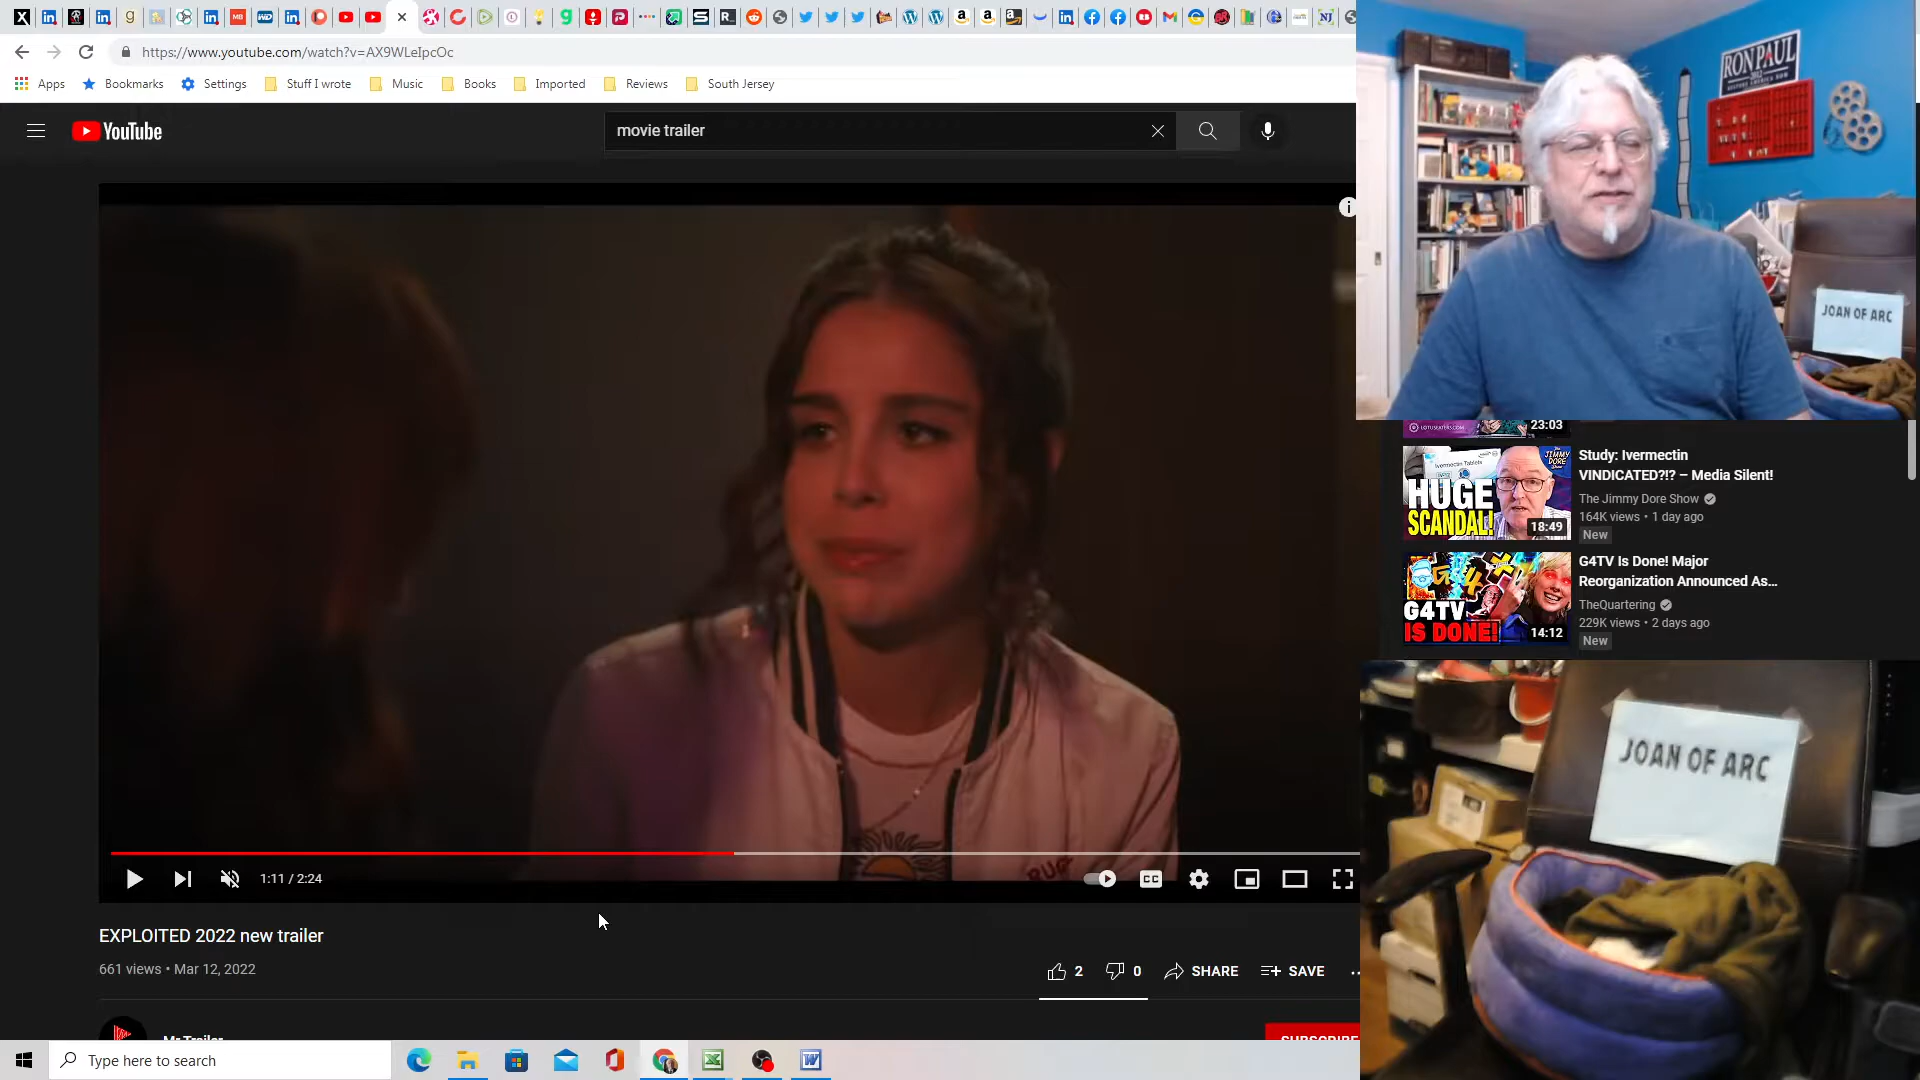 https://www.youtube.com/watch?v=AX9WLeIpcOc
Apps
Bookmarks
Settings
Stuff I wrote
Music
Books
Imported
Reviews
South Jersey
YouTube
movie trailer
RON PAUL
JOAN OF ARC
23:03
Study: Ivermectin
VINDICATED?!? – Media Silent!
The Jimmy Dore Show
164K views • 1 day ago
New
HUGE
SCANDAL!
18:49
G4TV Is Done! Major
Reorganization Announced As...
TheQuartering
229K views • 2 days ago
New
G4TV
IS DONE!
14:12
JOAN OF ARC
1:11 / 2:24
CC
EXPLOITED 2022 new trailer
661 views • Mar 12, 2022
2
0
SHARE
SAVE
Mr Trailer
SUBSCRIBE
Type here to search